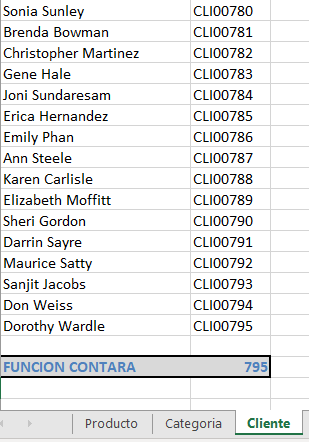 Sonia Sunley CLI00780
Brenda Bowman CLI00781
Christopher Martinez CLI00782
Gene Hale CLI00783
Joni Sundaresam CLI00784
Erica Hernandez CLI00785
Emily Phan CLI00786
Ann Steele CLI00787
Karen Carlisle CLI00788
Elizabeth Moffitt CLI00789
Sheri Gordon CLI00790
Darrin Sayre CLI00791
Maurice Satty CLI00792
Sanjit Jacobs CLI00793
Don Weiss CLI00794
Dorothy Wardle CLI00795
FUNCION CONTARA 795
Producto Categoria Cliente